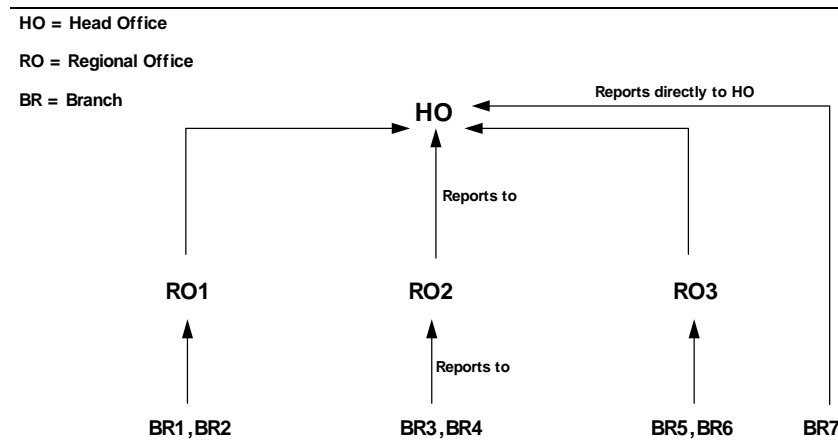 HO = Head Office
RO = Regional Office
BR = Branch
Reports directly to HO
HO
Reports to
RO1
RO2
RO3
Reports to
BR1,BR2
BR3,BR4
BR5,BR6
BR7